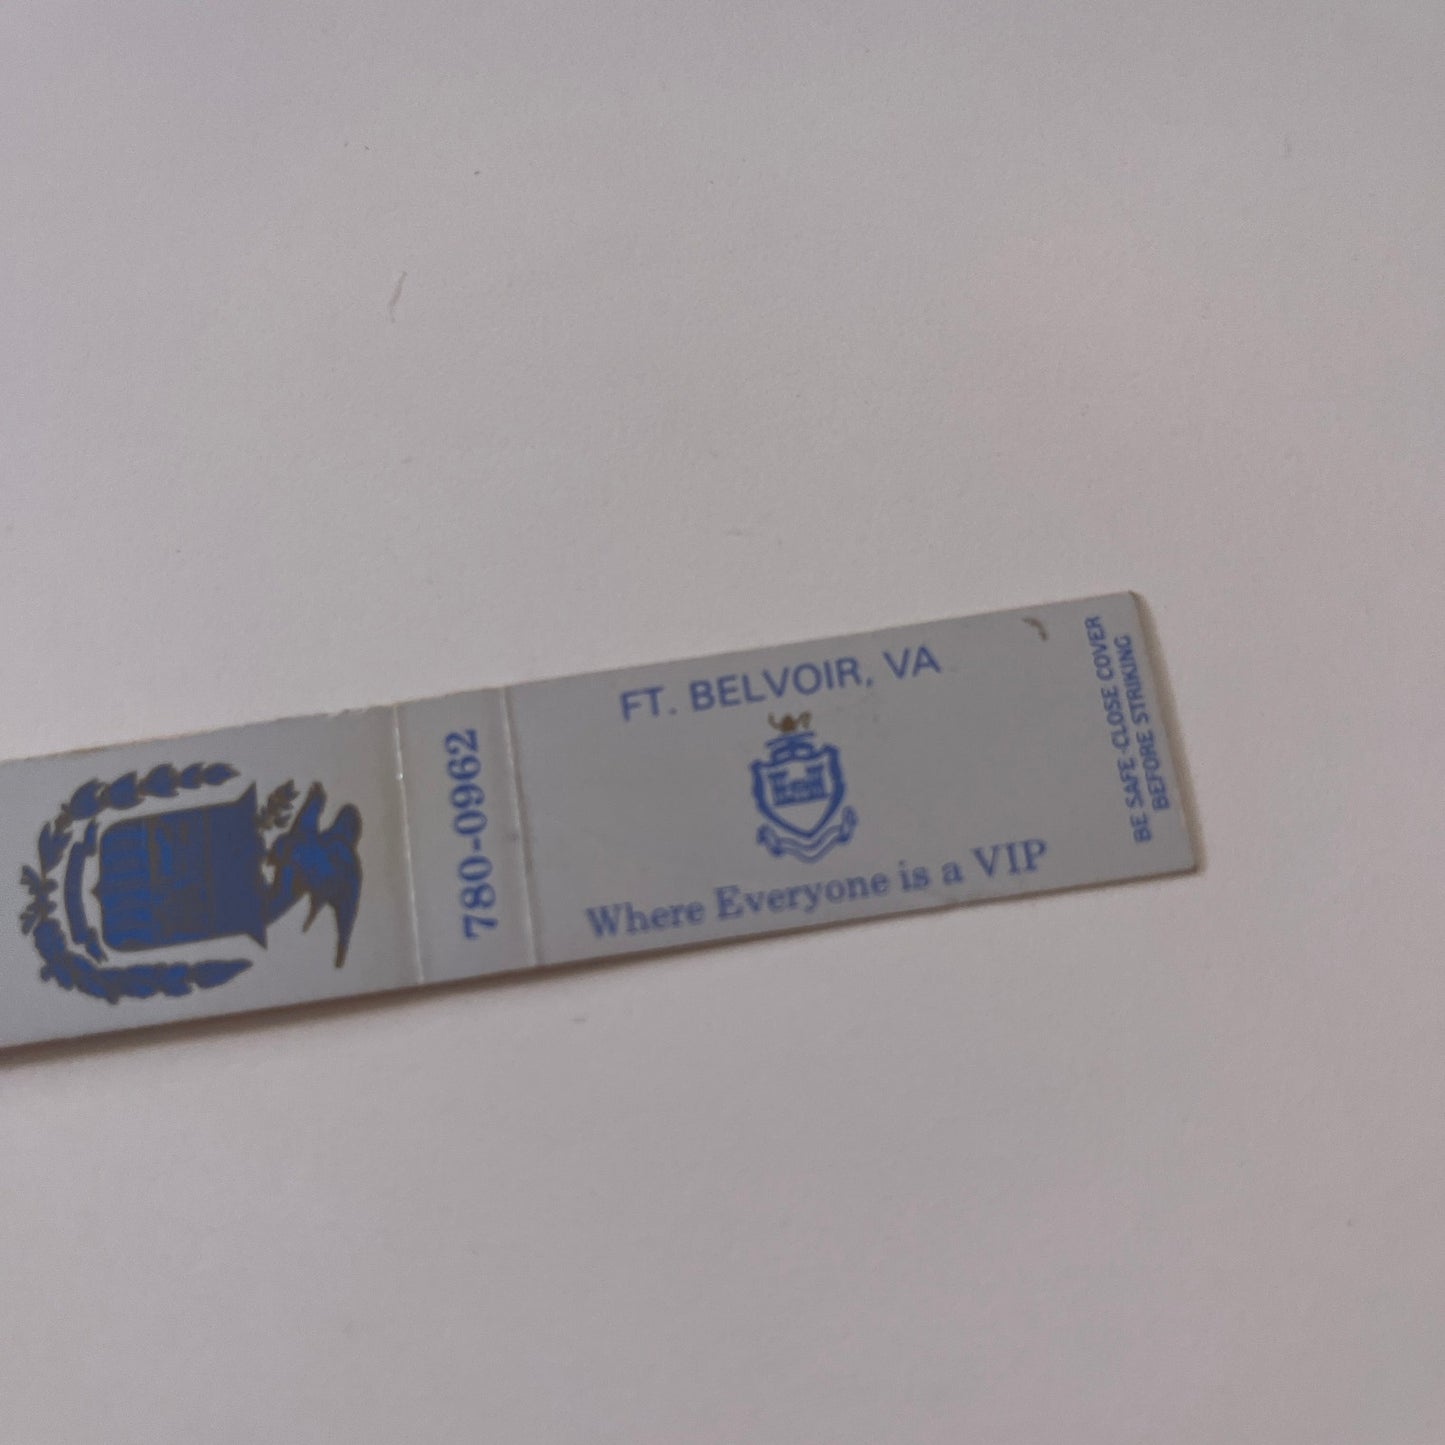 780-0962
FT. BELVOIR, VA
Where Everyone is a VIP
BE SAFE-CLOSE COVER
BEFORE STRIKING